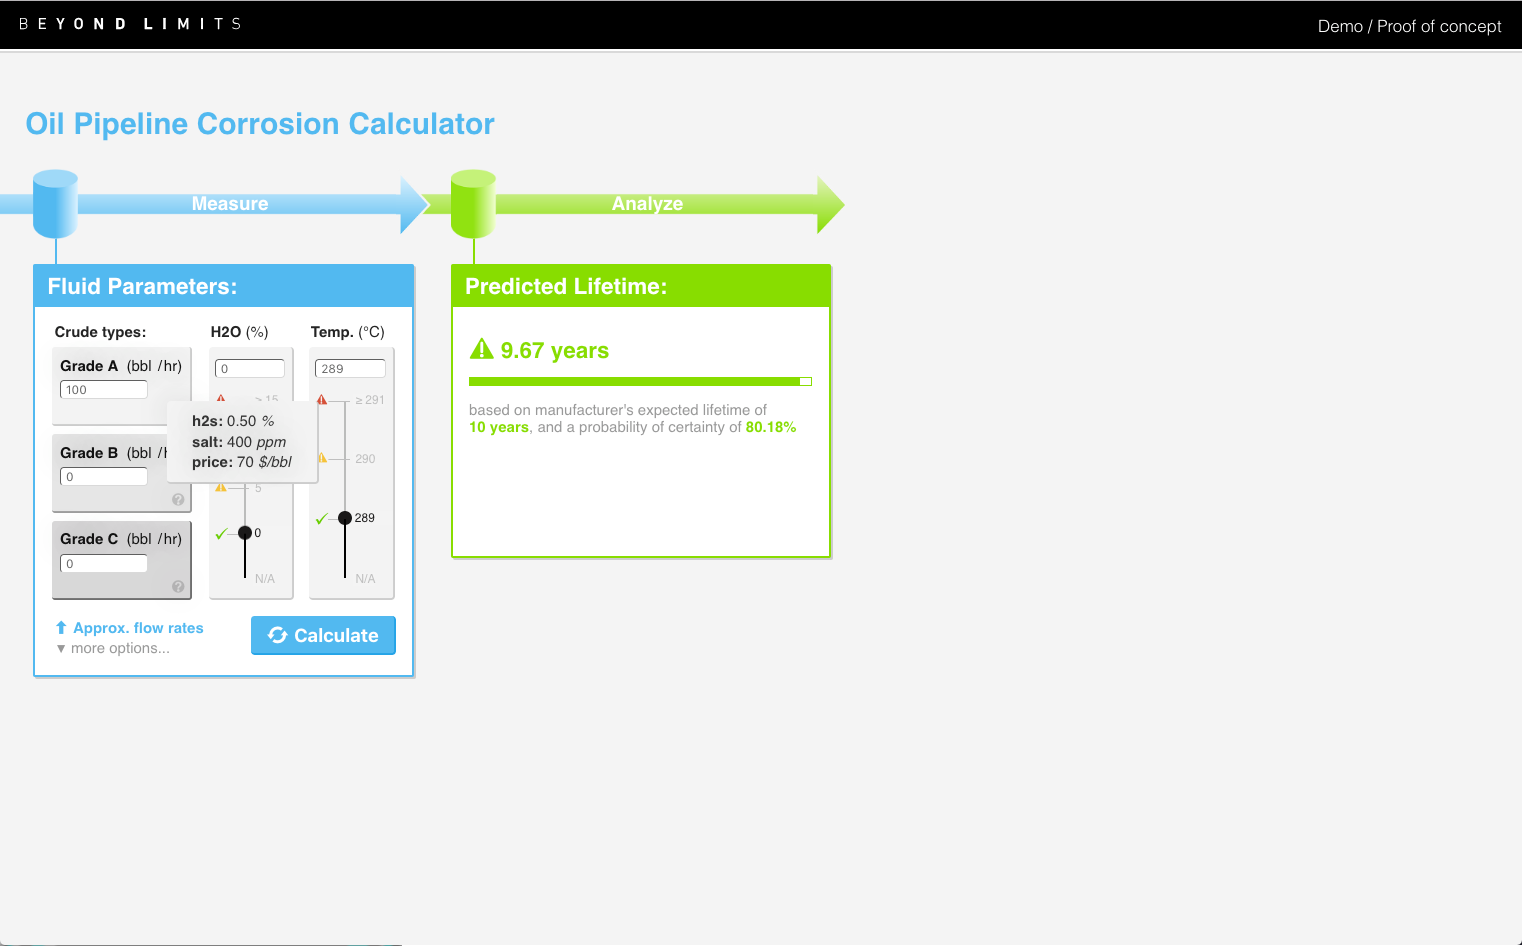 BEYOND LIMITS
Demo / Proof of concept
Oil Pipeline Corrosion Calculator
Measure
Analyze
Fluid Parameters:
Crude types:
H2O (%)
Temp. (°C)
Grade A (bbl /hr)
100
0
289
≥ 15
≥ 291
h2s: 0.50 %
salt: 400 ppm
price: 70 $/bbl
Grade B (bbl /h
0
290
5
Grade C (bbl /hr)
0
0
289
N/A
N/A
Approx. flow rates
▼ more options...
Calculate
Predicted Lifetime:
9.67 years
based on manufacturer's expected lifetime of
10 years, and a probability of certainty of 80.18%